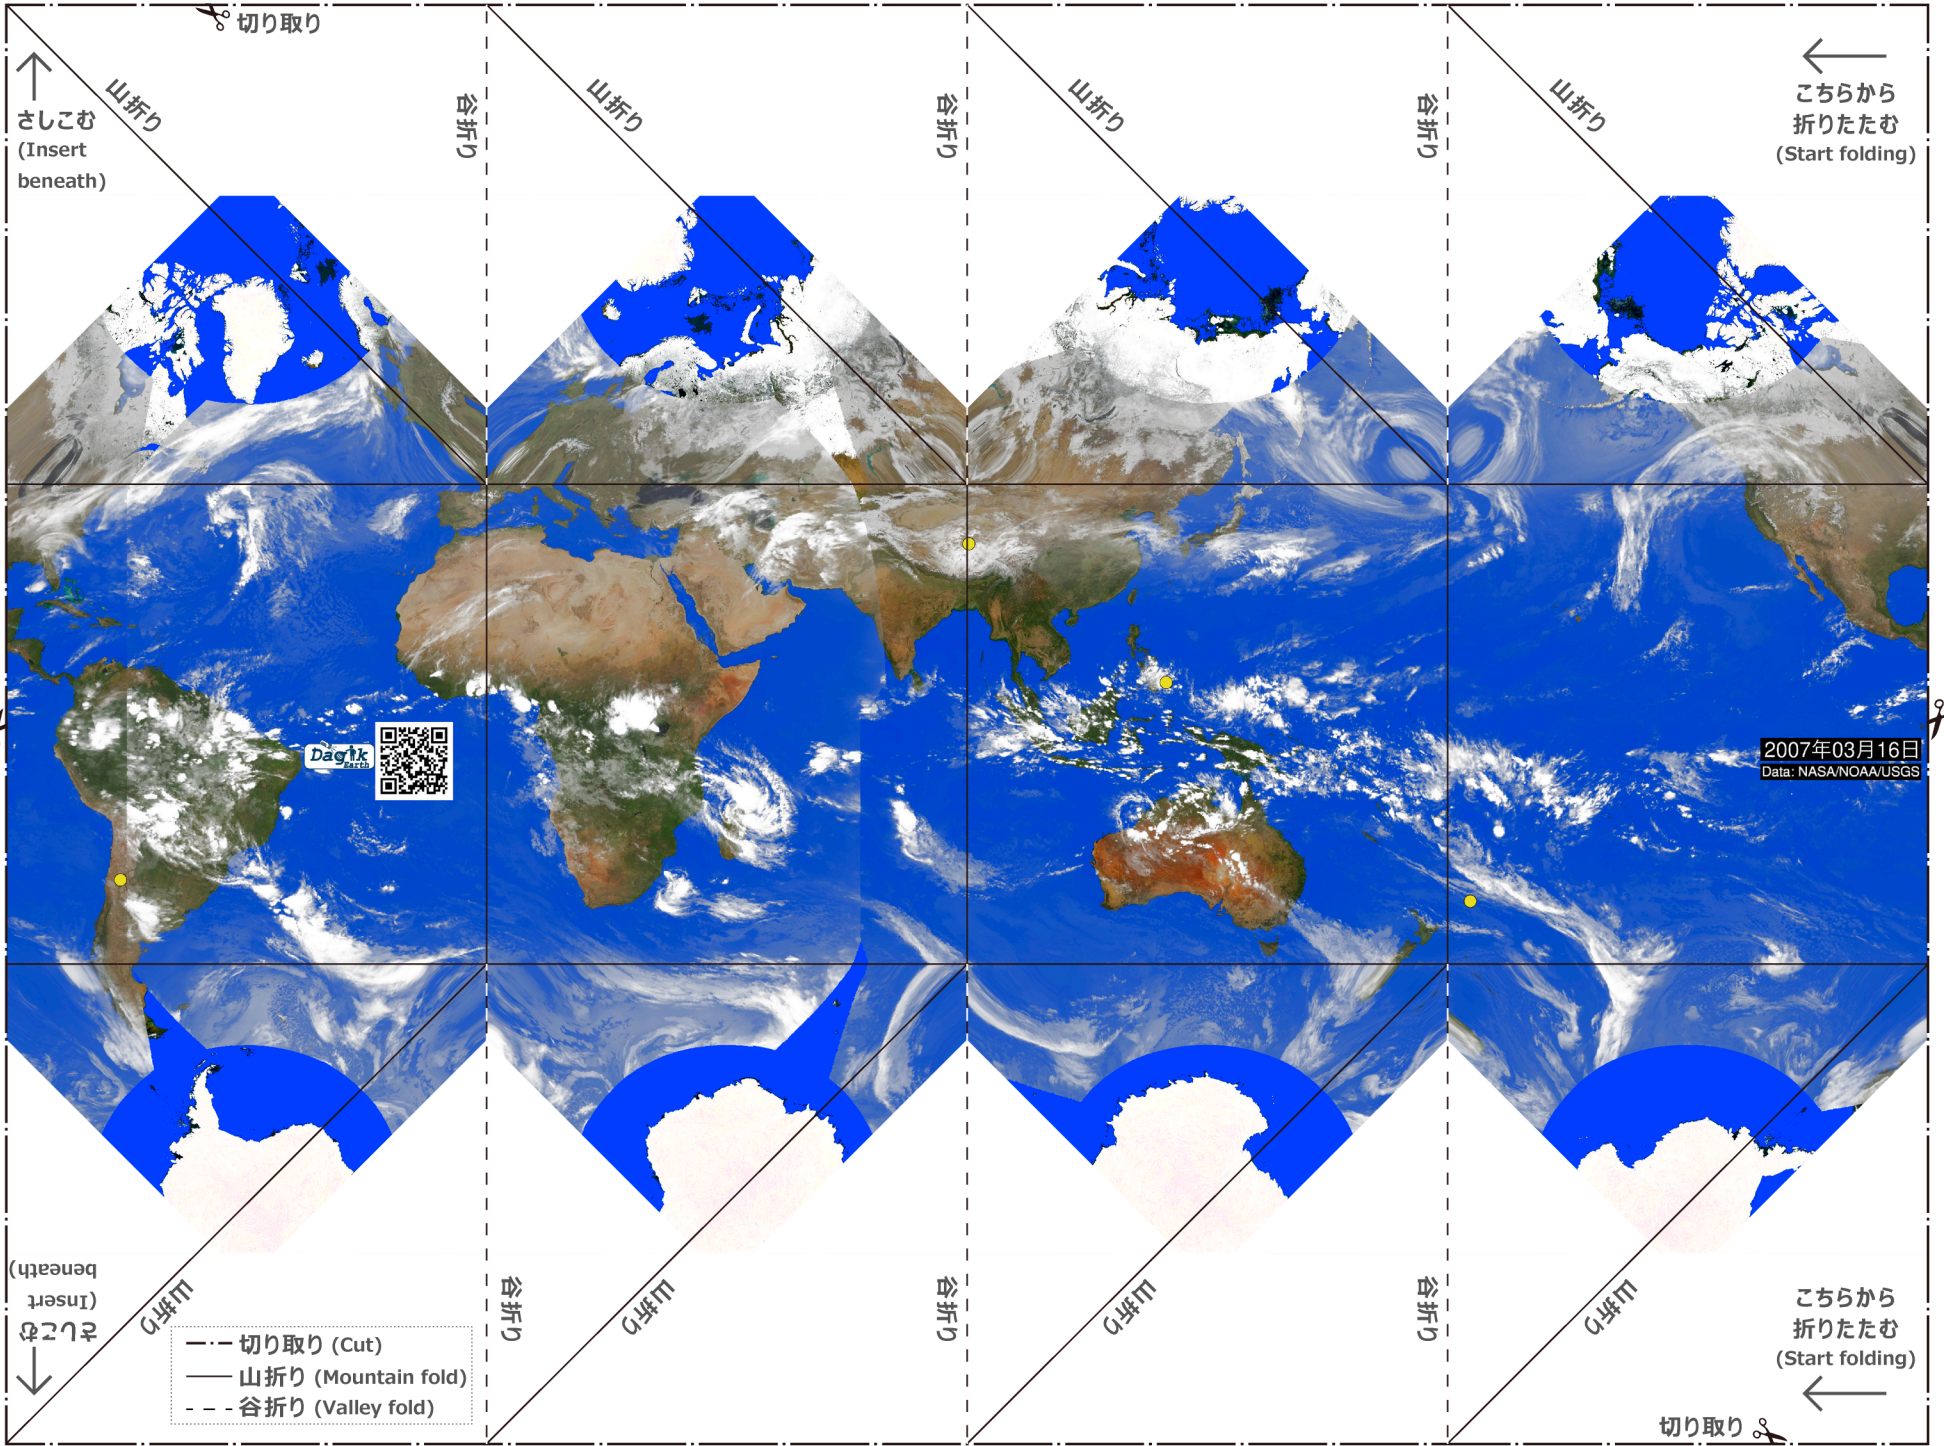 切り取り
さしこむ
(Insert
beneath)
山折り
谷折り
山折り
谷折り
山折り
谷折り
山折り
こちらから
折りたたむ
(Start folding)
Dagik
Earth
2007年03月16日
Data: NASA/NOAA/USGS
さしこむ
(Insert
beneath)
山折り
谷折り
山折り
谷折り
山折り
谷折り
山折り
こちらから
折りたたむ
(Start folding)
切り取り (Cut)
山折り (Mountain fold)
谷折り (Valley fold)
切り取り